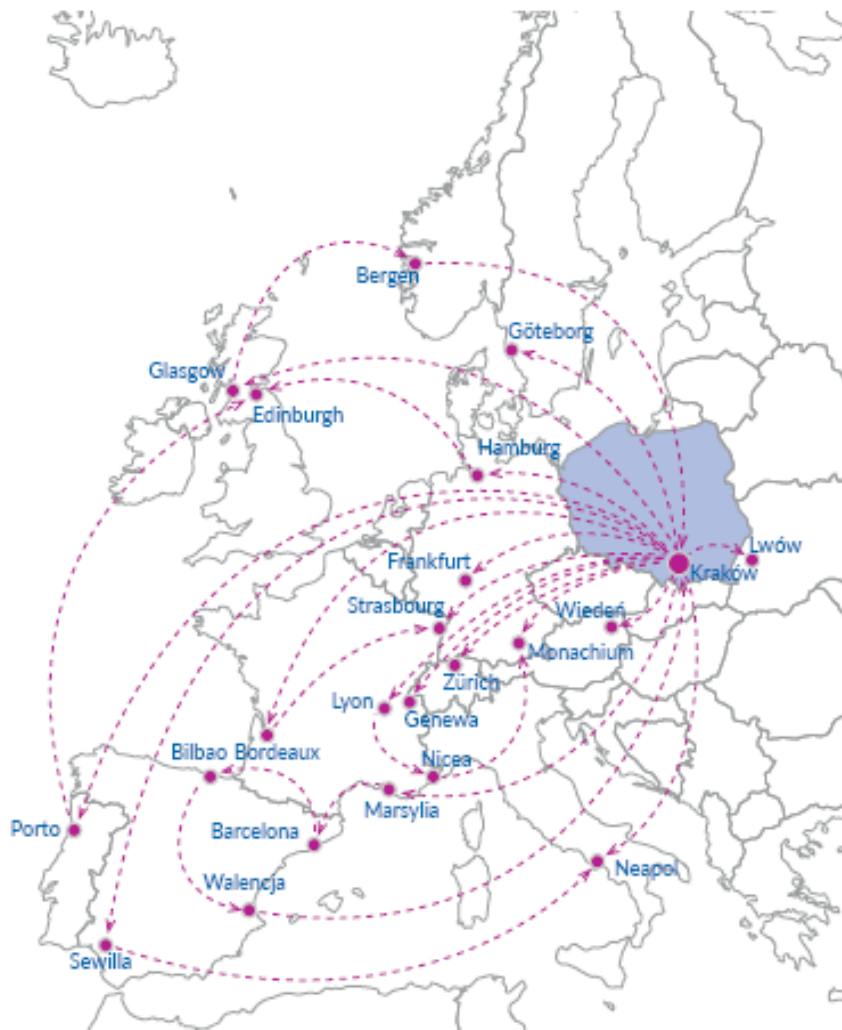 Bergen
Göteborg
Glasgow
Edinburgh
Hamburg
Lwów
Frankfurt
Kraków
Strasbourg
Wiedeń
Monachium
Zürich
Lyon
Genewa
Bilbao Bordeaux
Nicea
Marsylia
Porto
Barcelona
Neapol
Walencja
Sewilla